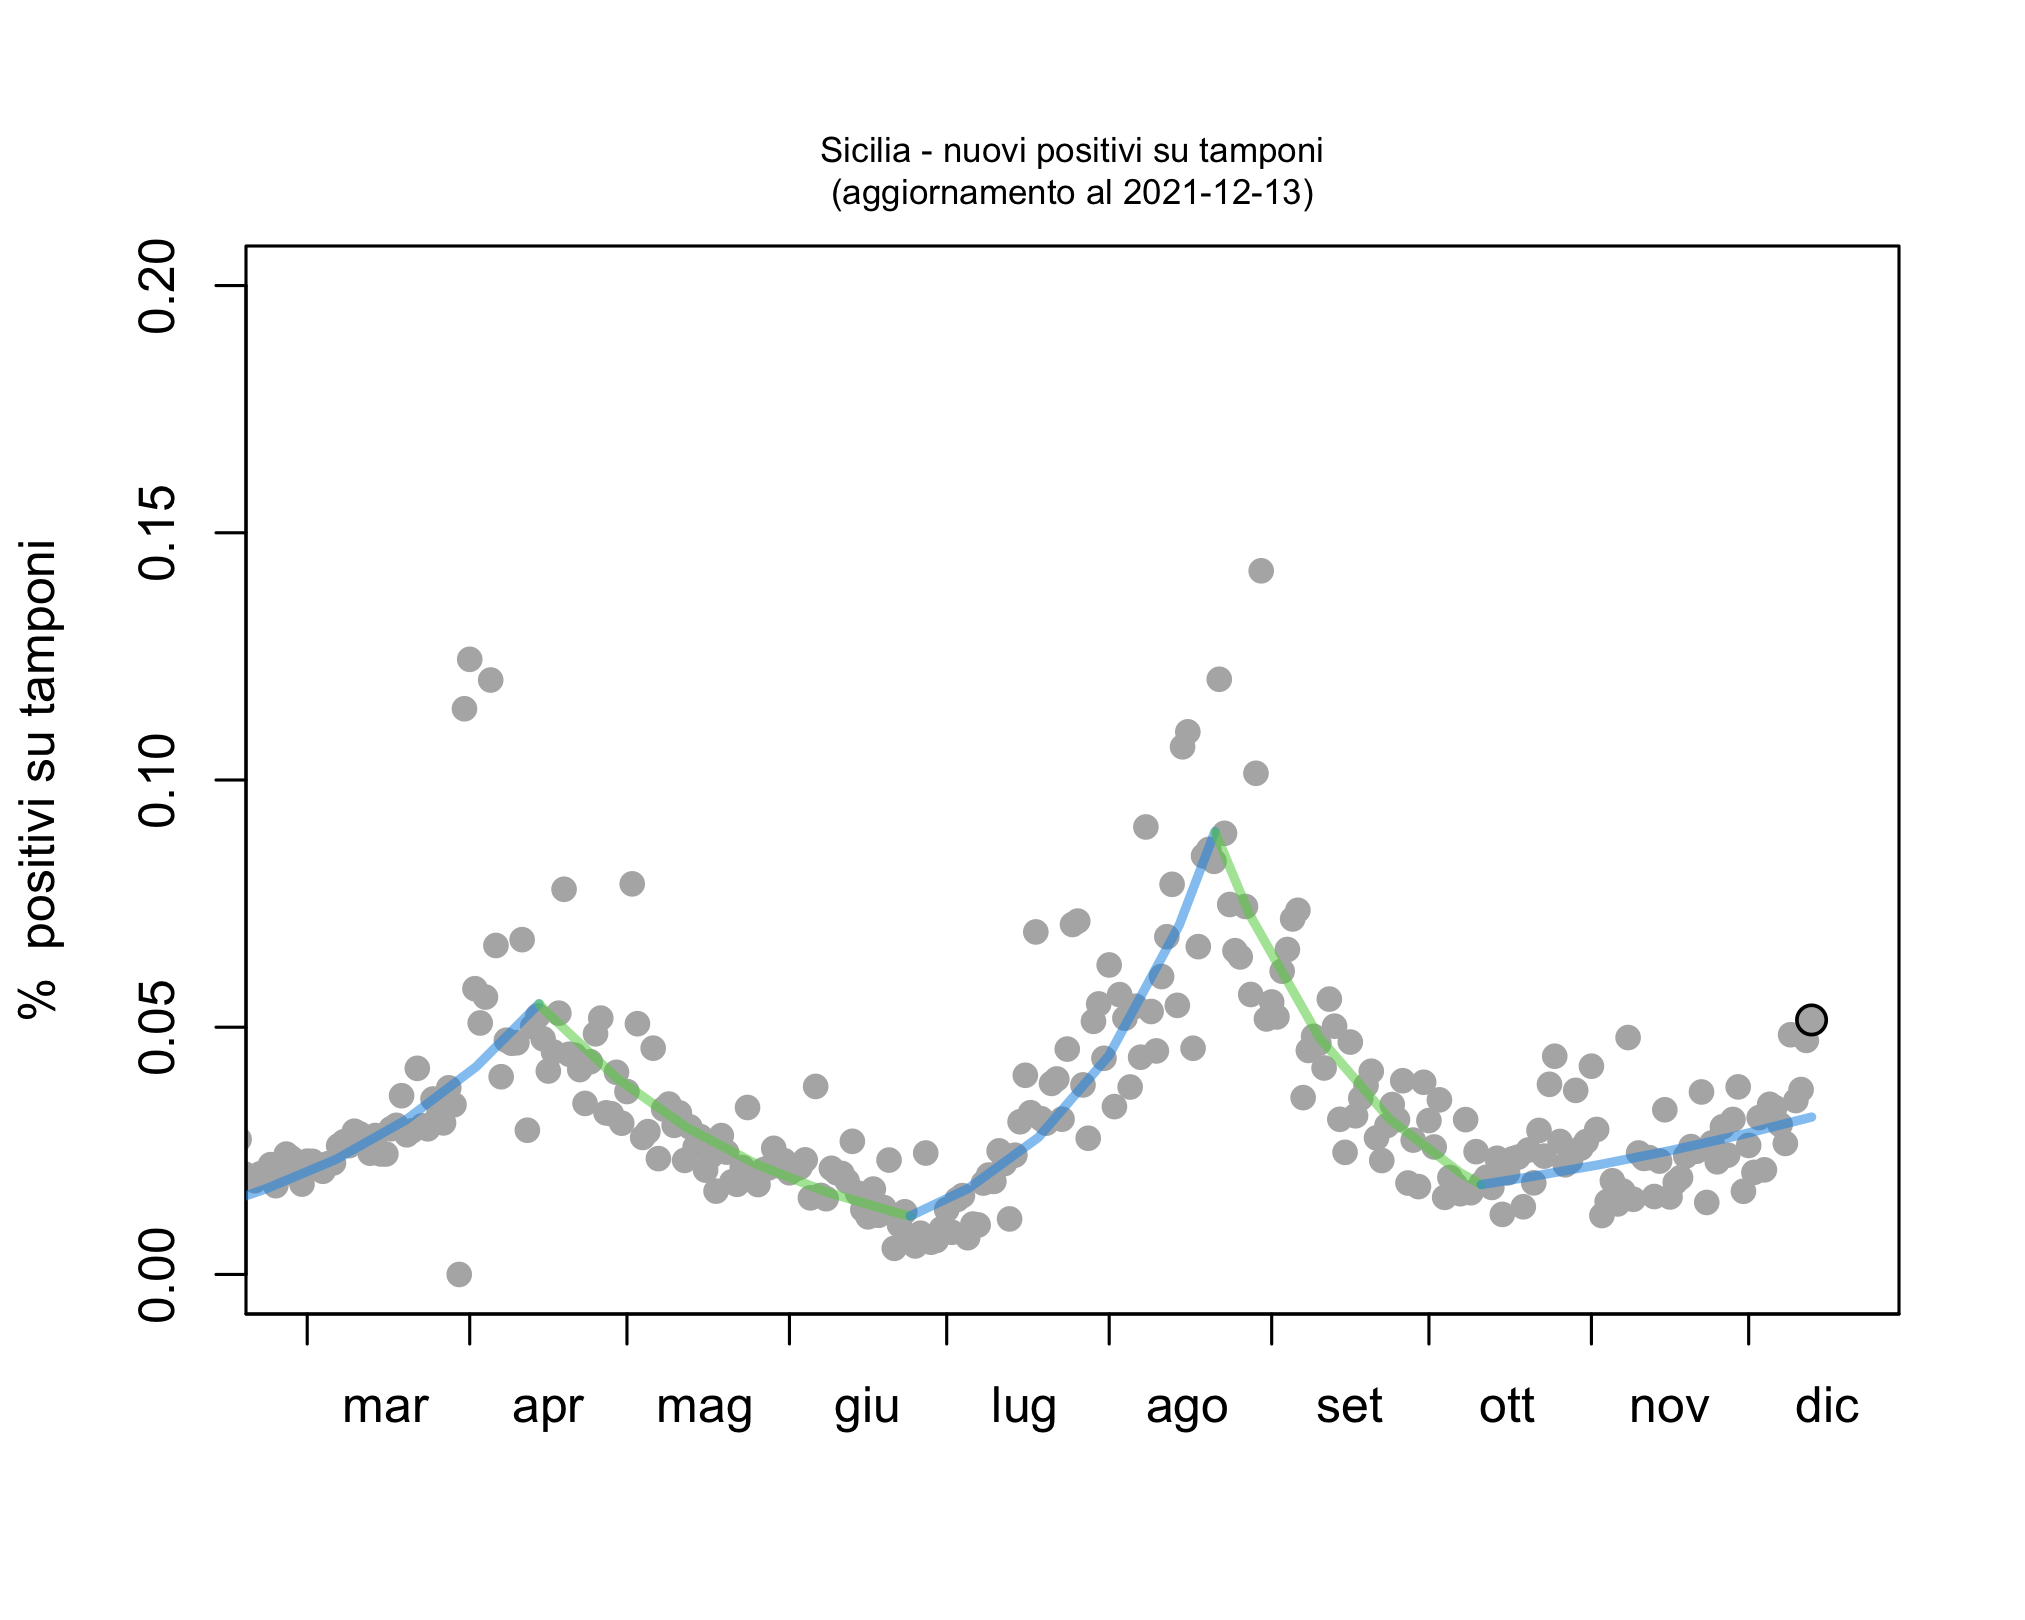 Sicilia - nuovi positivi su tamponi
(aggiornamento al 2021-12-13)
% positivi su tamponi
0.20
0.15
0.10
0.05
0.00
mar apr mag giu lug ago set ott nov dic